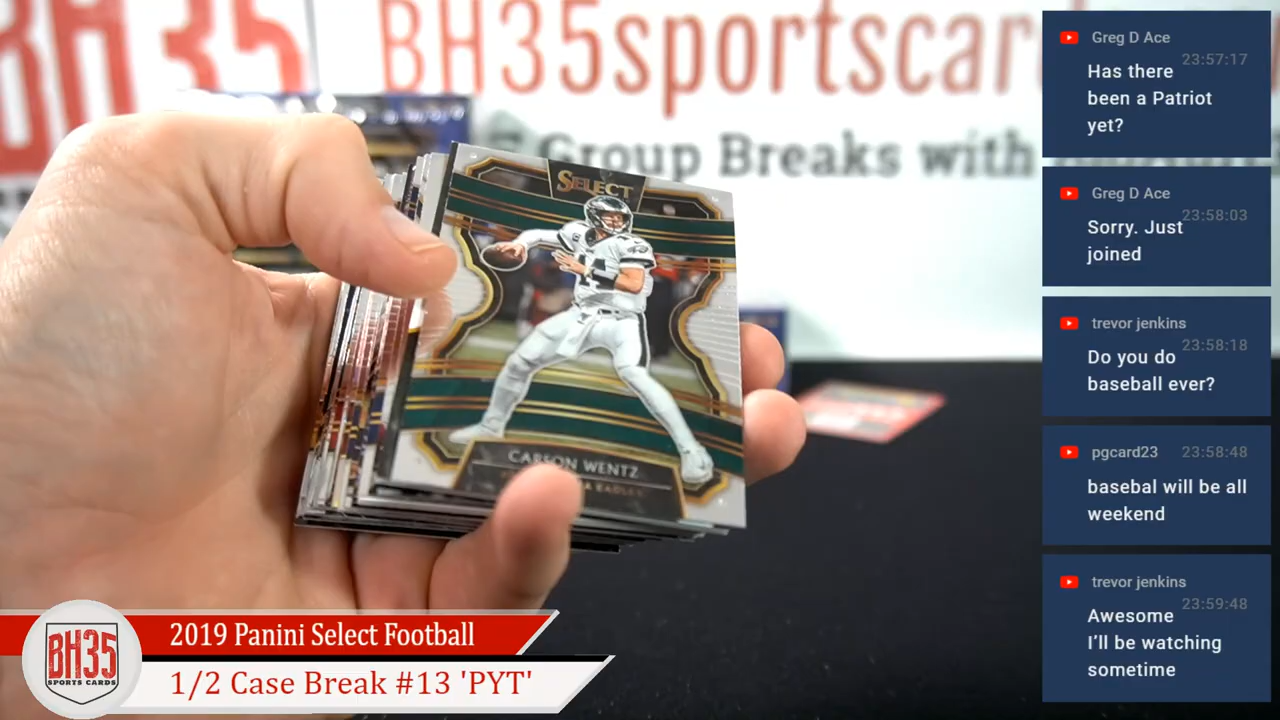 BH35
BH35sportscar
Group Breaks with
SELECT
CARSON WENTZ
EAGLES
BH35
SPORTS CARDS
2019 Panini Select Football
1/2 Case Break #13 'PYT'
Greg D Ace
23:57:17
Has there
been a Patriot
yet?
Greg D Ace
23:58:03
Sorry. Just
joined
trevor jenkins
23:58:18
Do you do
baseball ever?
pgcard23 23:58:48
basebal will be all
weekend
trevor jenkins
23:59:48
Awesome
I'll be watching
sometime